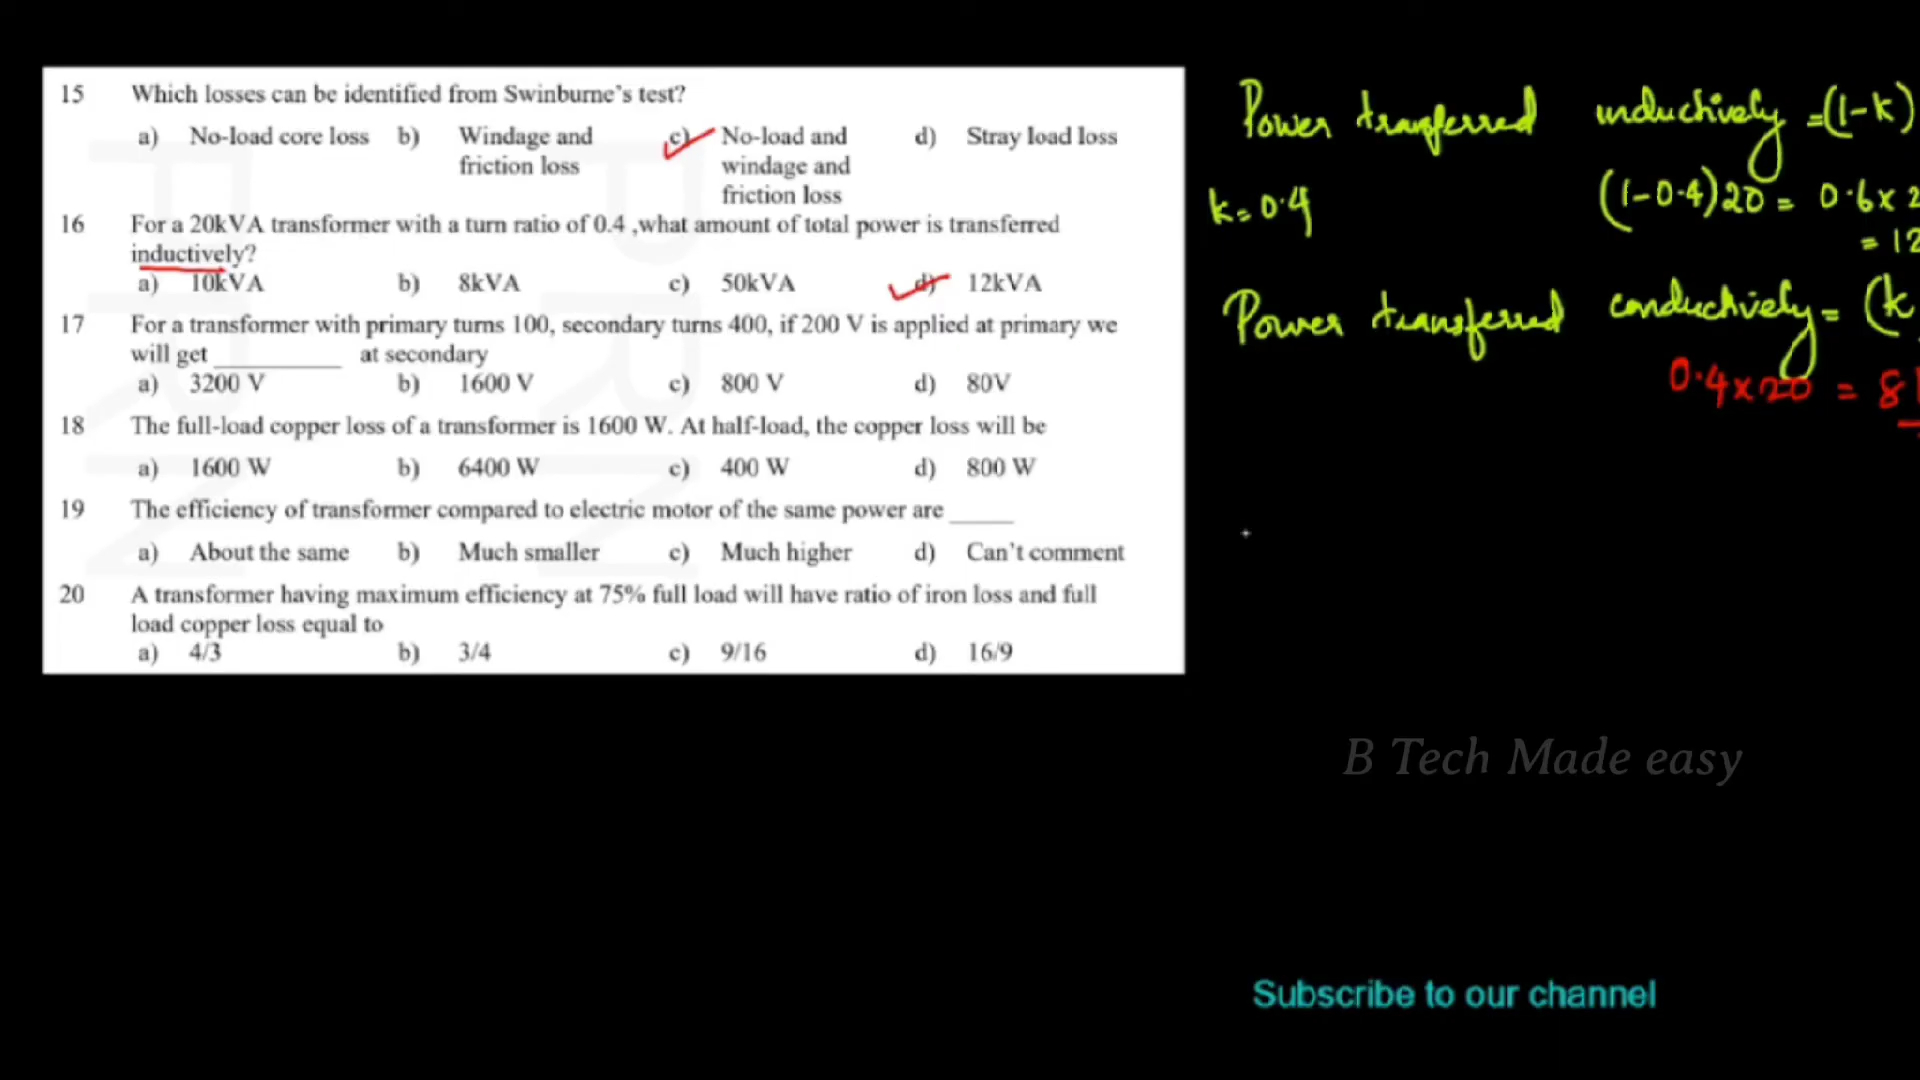 15 Which losses can be identified from Swinburne's test?
a) No-load core loss b) Windage and friction loss c) No-load and windage and friction loss d) Stray load loss
16 For a 20kVA transformer with a turn ratio of 0.4 ,what amount of total power is transferred
inductively?
a) 10kVA b) 8kVA c) 50kVA d) 12kVA
17 For a transformer with primary turns 100, secondary turns 400, if 200 V is applied at primary we
will get __________ at secondary
a) 3200 V b) 1600 V c) 800 V d) 80V
18 The full-load copper loss of a transformer is 1600 W. At half-load, the copper loss will be
a) 1600 W b) 6400 W c) 400 W d) 800 W
19 The efficiency of transformer compared to electric motor of the same power are _____
a) About the same b) Much smaller c) Much higher d) Can't comment
20 A transformer having maximum efficiency at 75% full load will have ratio of iron loss and full
load copper loss equal to
a) 4/3 b) 3/4 c) 9/16 d) 16/9
Power transferred inductively =(1-k)
k=0.4 (1-0.4)20 = 0.6x2
= 12
Power transferred conductively = (k
0.4x20 = 8
B Tech Made easy
Subscribe to our channel